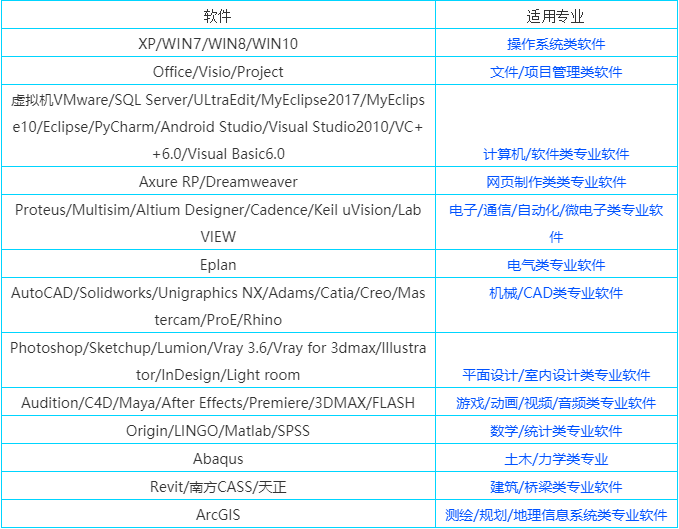 软件 适用专业
XP/WIN7/WIN8/WIN10 操作系统类软件
Office/Visio/Project 文件/项目管理类软件
虚拟机VMware/SQL Server/ULtraEdit/MyEclipse2017/MyEclips
e10/Eclipse/PyCharm/Android Studio/Visual Studio2010/VC+
+6.0/Visual Basic6.0 计算机/软件类专业软件
Axure RP/Dreamweaver 网页制作类类专业软件
Proteus/Multisim/Altium Designer/Cadence/Keil uVision/Lab 电子/通信/自动化/微电子类专业软
VIEW 件
Eplan 电气类专业软件
AutoCAD/Solidworks/Unigraphics NX/Adams/Catia/Creo/Mas 机械/CAD类专业软件
tercam/ProE/Rhino
Photoshop/Sketchup/Lumion/Vray 3.6/Vray for 3dmax/Illustra
tor/InDesign/Light room 平面设计/室内设计类专业软件
Audition/C4D/Maya/After Effects/Premiere/3DMAX/FLASH 游戏/动画/视频/音频类专业软件
Origin/LINGO/Matlab/SPSS 数学/统计类专业软件
Abaqus 土木/力学类专业
Revit/南方CASS/天正 建筑/桥梁类专业软件
ArcGIS 测绘/规划/地理信息系统类专业软件